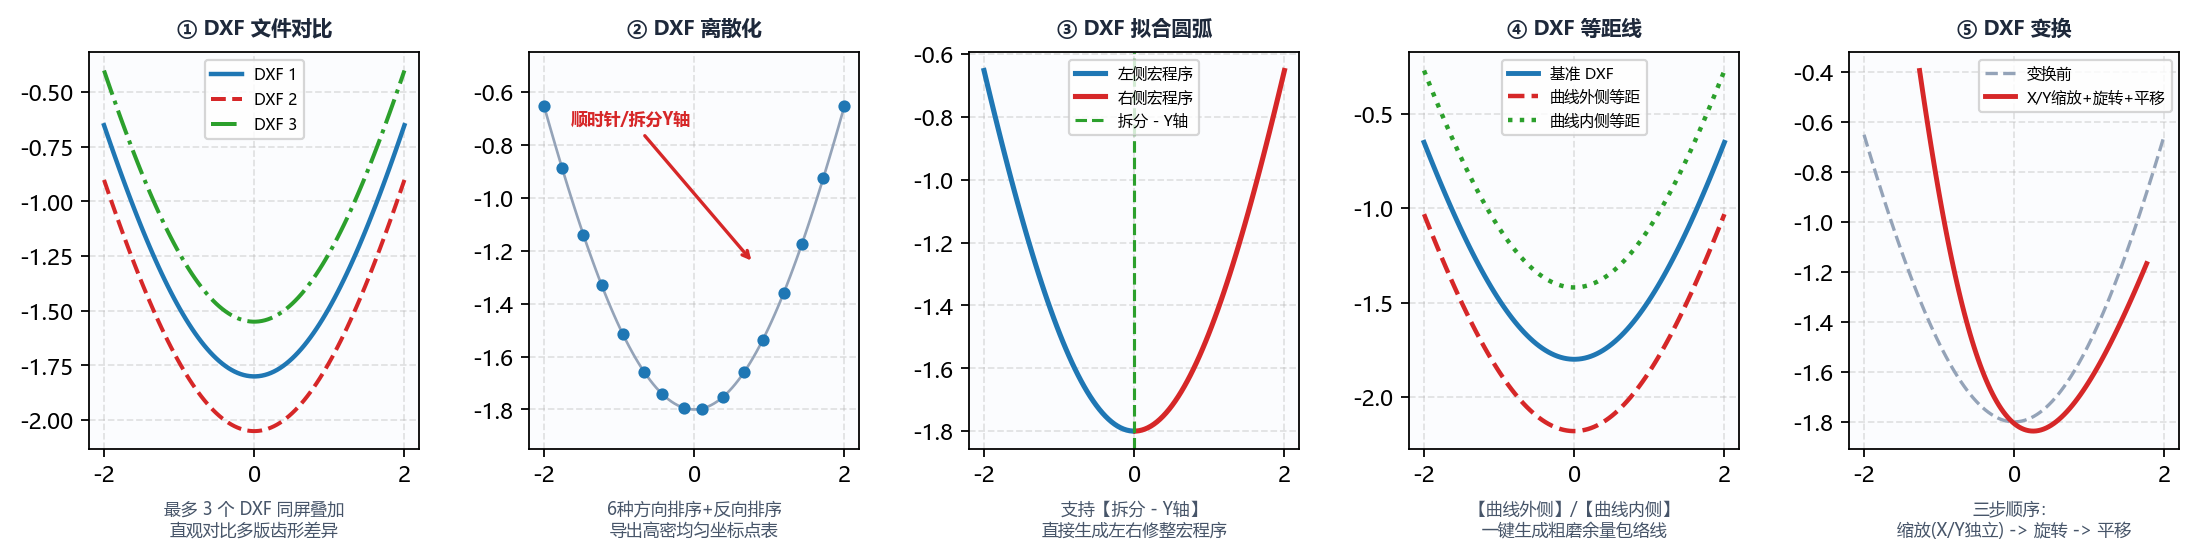 ① DXF 文件对比
DXF 1
DXF 2
DXF 3
-0.50
-0.75
-1.00
-1.25
-1.50
-1.75
-2.00
-2
0
2
最多 3 个 DXF 同屏叠加
直观对比多版齿形差异
② DXF 离散化
顺时针/拆分Y轴
-0.6
-0.8
-1.0
-1.2
-1.4
-1.6
-1.8
-2
0
2
6种方向排序+反向排序
导出高密均匀坐标点表
③ DXF 拟合圆弧
左侧宏程序
右侧宏程序
拆分 - Y轴
-0.6
-0.8
-1.0
-1.2
-1.4
-1.6
-1.8
-2
0
2
支持【拆分 - Y轴】
直接生成左右修整宏程序
④ DXF 等距线
基准 DXF
曲线外侧等距
曲线内侧等距
-0.5
-1.0
-1.5
-2.0
-2
0
2
【曲线外侧】/【曲线内侧】
一键生成粗磨余量包络线
⑤ DXF 变换
变换前
X/Y缩放+旋转+平移
-0.4
-0.6
-0.8
-1.0
-1.2
-1.4
-1.6
-1.8
-2
0
2
三步顺序:
缩放(X/Y独立) -> 旋转 -> 平移